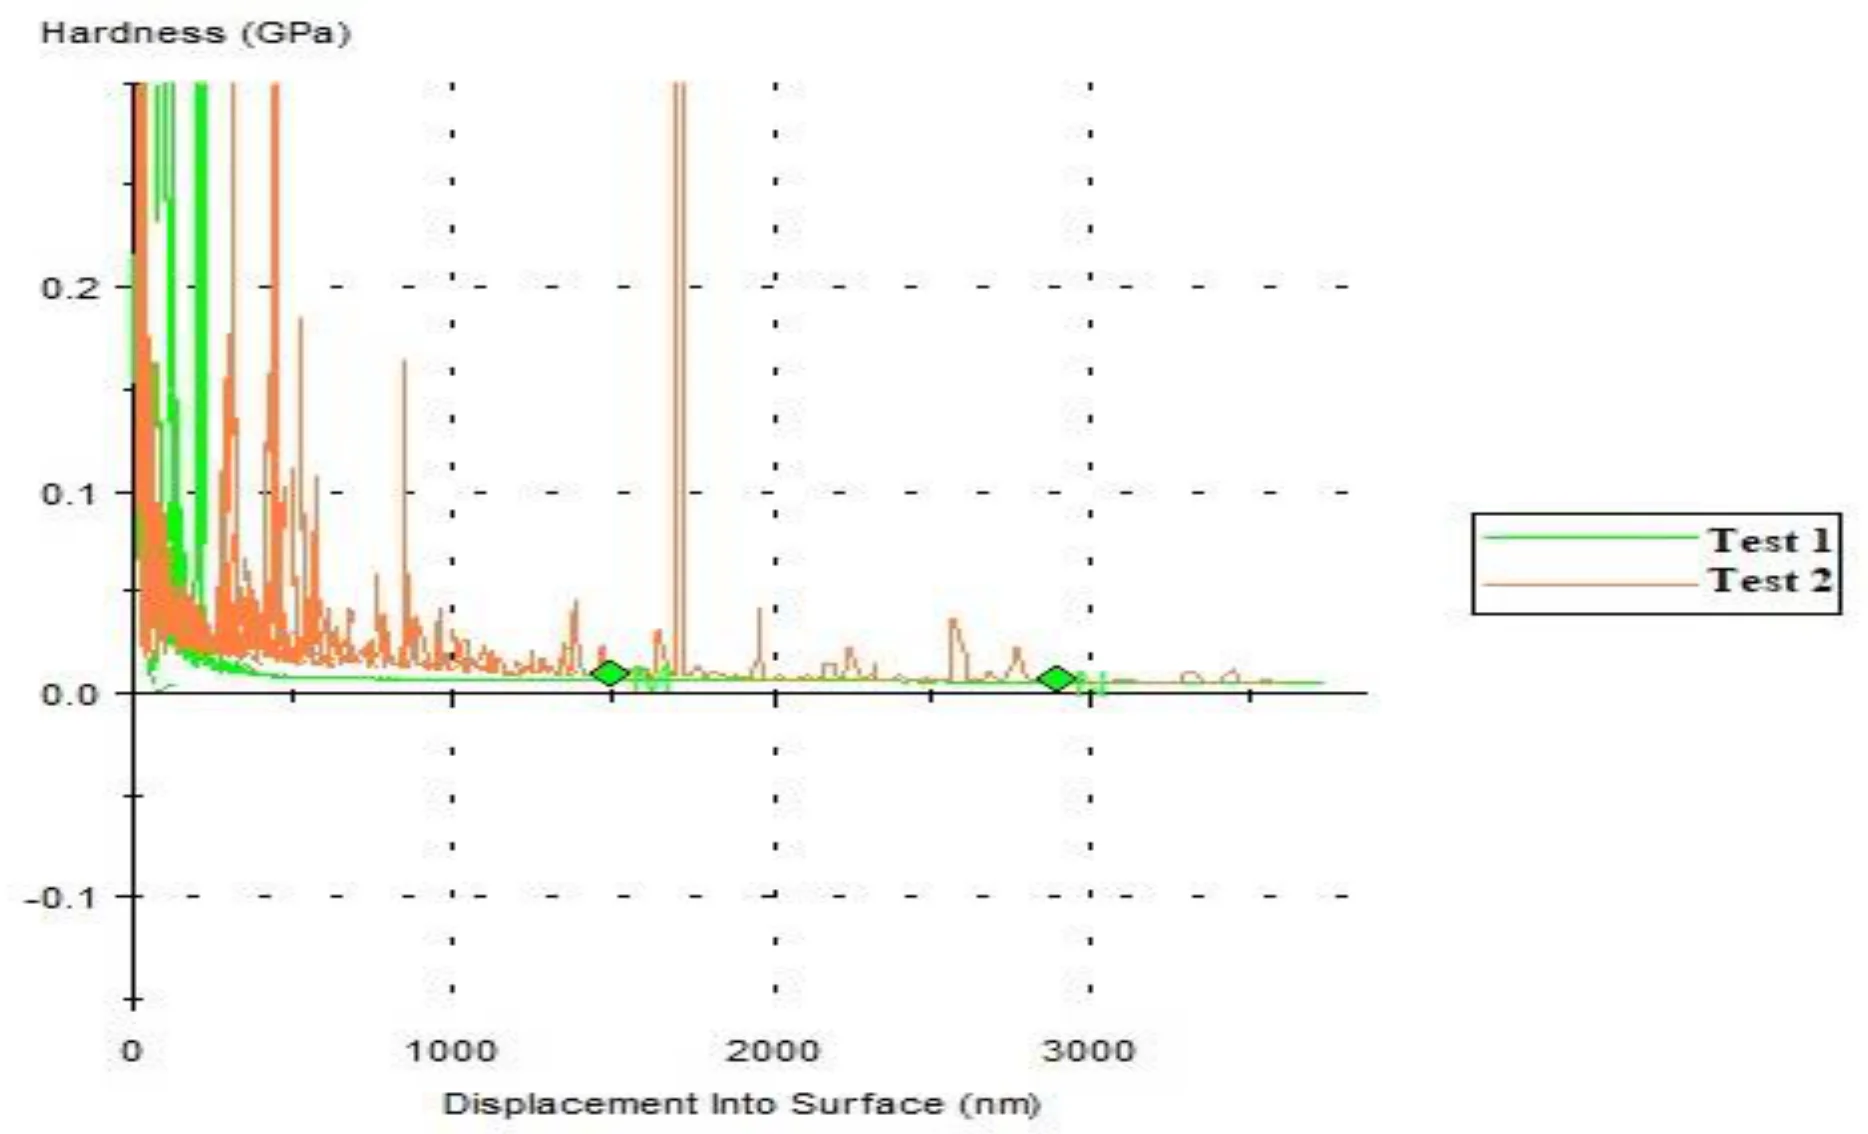 Hardness (GPa)
0.2
0.1
0.0
-0.1
0 1000 2000 3000
Displacement Into Surface (nm)
Test 1
Test 2